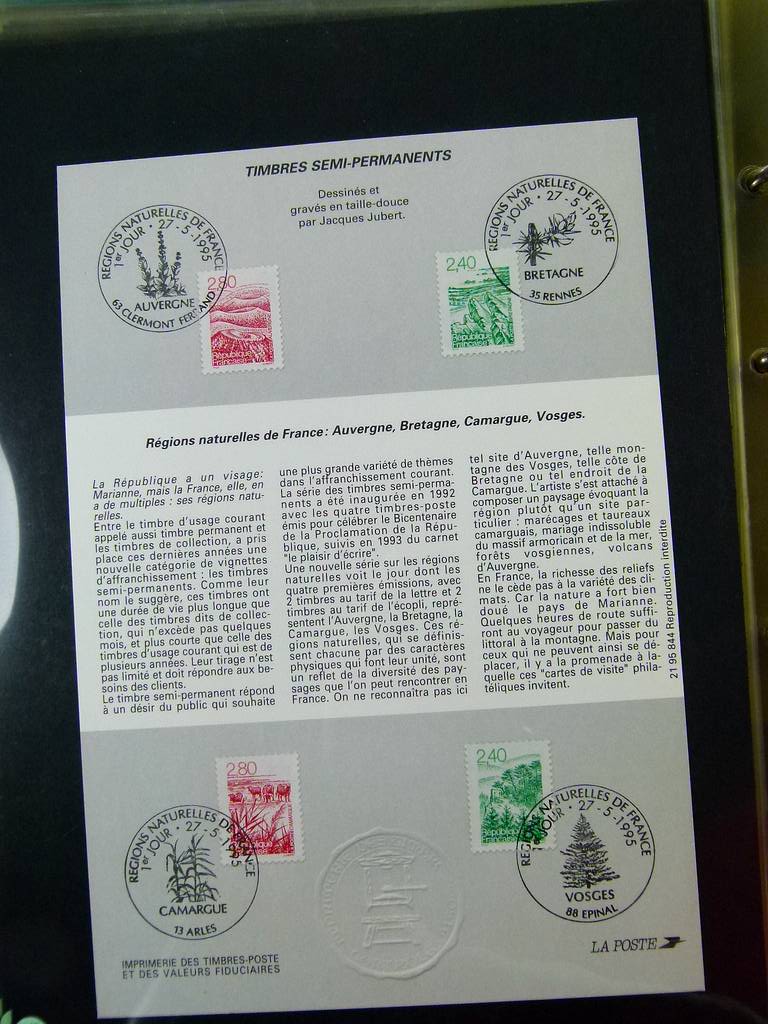 TIMBRES SEMI-PERMANENTS
Dessinés et
gravés en taille-douce
par Jacques Jubert.
REGIONS NATURELLES DE FRANCE
1er JOUR · 27-5-1995
AUVERGNE
63 CLERMONT FERRAND
2,80
République
Française
2,40
République
Française
REGIONS NATURELLES DE FRANCE
1er JOUR · 27-5-1995
BRETAGNE
35 RENNES
Régions naturelles de France: Auvergne, Bretagne, Camargue, Vosges.
La République a un visage:
Marianne, mais la France, elle, en
a de multiples : ses régions natu-
relles.
Entre le timbre d'usage courant
appelé aussi timbre permanent et
les timbres de collection, a pris
place ces dernières années une
nouvelle catégorie de vignettes
d'affranchissement : les timbres
semi-permanents. Comme leur
nom le suggère, ces timbres ont
une durée de vie plus longue que
celle des timbres dits de collec-
tion, qui n'excède pas quelques
mois, et plus courte que celle des
timbres d'usage courant qui est de
plusieurs années. Leur tirage n'est
pas limité et doit répondre aux be-
soins des clients.
Le timbre semi-permanent répond
à un désir du public qui souhaite
une plus grande variété de thèmes
dans l'affranchissement courant.
La série des timbres semi-perma-
nents a été inaugurée en 1992
avec les quatre timbres-poste
émis pour célébrer le Bicentenaire
de la Proclamation de la Répu-
blique, suivis en 1993 du carnet
"le plaisir d'écrire".
Une nouvelle série sur les régions
naturelles voit le jour dont les
quatre premières émissions, avec
2 timbres au tarif de la lettre et 2
timbres au tarif de l'écopli, repré-
sentent l'Auvergne, la Bretagne, la
Camargue, les Vosges. Ces ré-
gions naturelles, qui se définis-
sent chacune par des caractères
physiques qui font leur unité, sont
un reflet de la diversité des pay-
sages que l'on peut rencontrer en
France. On ne reconnaîtra pas ici
tel site d'Auvergne, telle mon-
tagne des Vosges, telle côte de
Bretagne ou tel endroit de la
Camargue. L'artiste s'est attaché à
composer un paysage évoquant la
région plutôt qu'un site par-
ticulier : marécages et taureaux
camarguais, mariage indissoluble
du massif armoricain et de la mer,
forêts vosgiennes, volcans
d'Auvergne.
En France, la richesse des reliefs
ne le cède pas à la variété des cli-
mats. Car la nature a fort bien
doué le pays de Marianne.
Quelques heures de route suffi-
ront au voyageur pour passer du
littoral à la montagne. Mais pour
ceux qui ne peuvent ainsi se dé-
placer, il y a la promenade à la-
quelle ces "cartes de visite" phila-
téliques invitent.
21 95 844 Reproduction interdite
2,80
République
Française
REGIONS NATURELLES DE FRANCE
1er JOUR · 27-5-1995
CAMARGUE
13 ARLES
2,40
République
Française
REGIONS NATURELLES DE FRANCE
1er JOUR · 27-5-1995
VOSGES
88 EPINAL
IMPRIMERIE DES TIMBRES-POSTE
ET DES VALEURS FIDUCIAIRES
LA POSTE